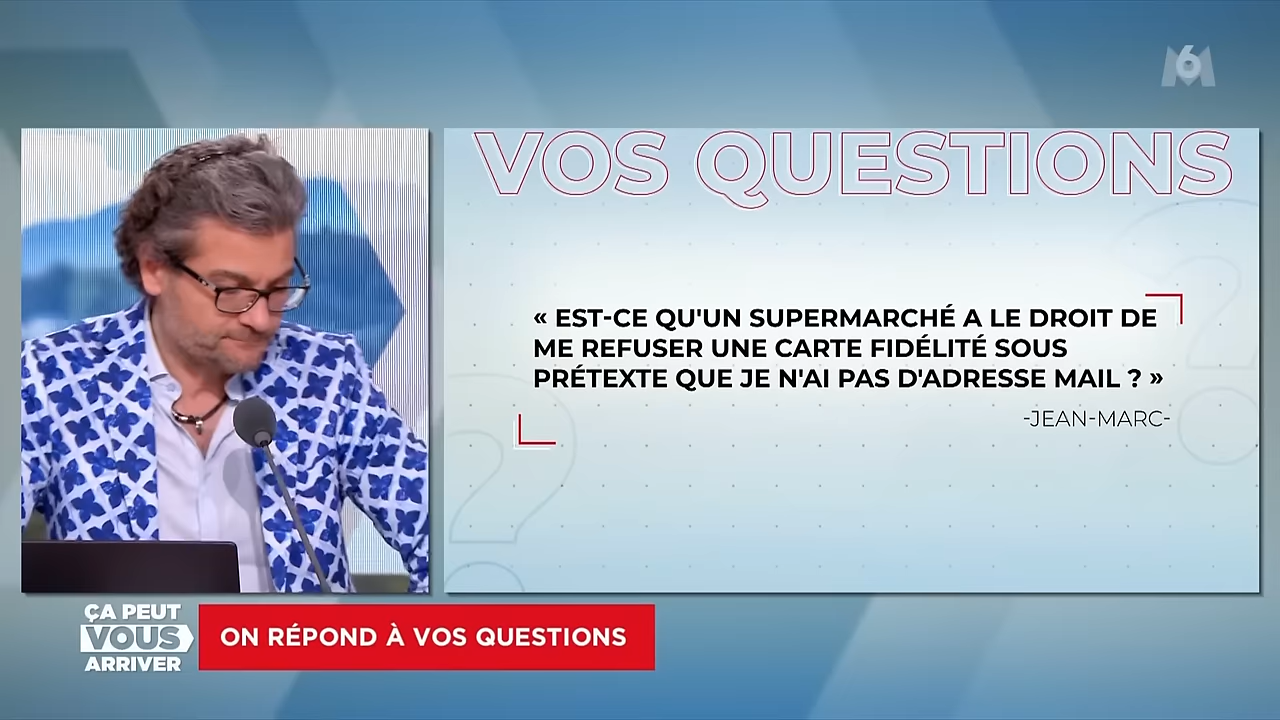 M6
VOS QUESTIONS
« EST-CE QU'UN SUPERMARCHÉ A LE DROIT DE
ME REFUSER UNE CARTE FIDÉLITÉ SOUS
PRÉTEXTE QUE JE N'AI PAS D'ADRESSE MAIL ? »
-JEAN-MARC-
ÇA PEUT
VOUS
ARRIVER
ON RÉPOND À VOS QUESTIONS